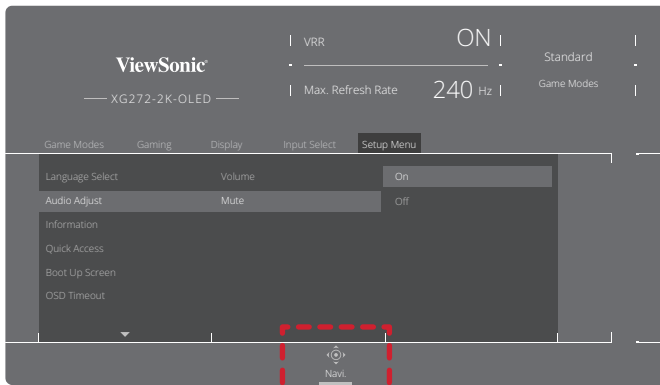 ViewSonic®
XG272-2K-OLED
VRR ON
Max. Refresh Rate 240 Hz
Standard
Game Modes
Game Modes Gaming Display Input Select Setup Menu
Language Select Volume On
Audio Adjust Mute Off
Information
Quick Access
Boot Up Screen
OSD Timeout
Navi.